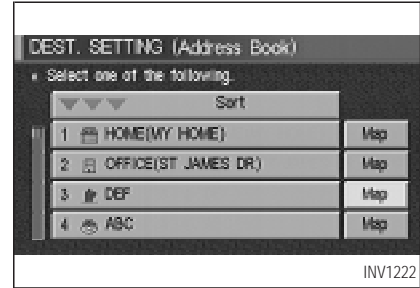 DEST. SETTING (Address Book)
Select one of the following.
Sort
1 HOME(MY HOME) Map
2 OFFICE(ST JAMES DR.) Map
3 DEF Map
4 ABC Map
INV1222